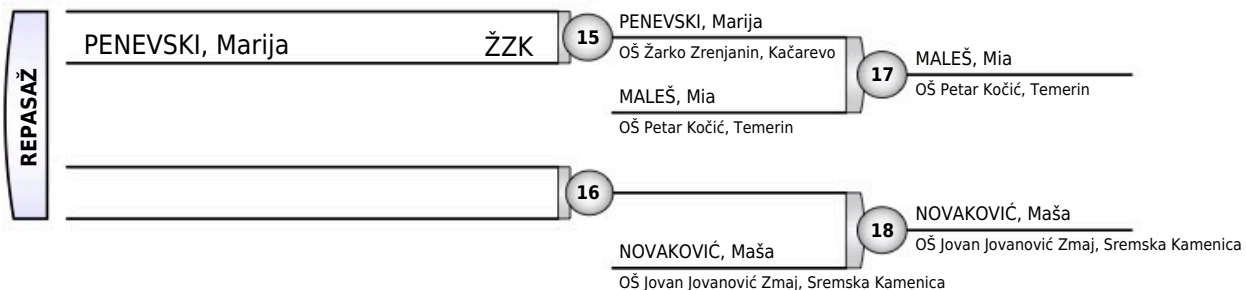 REPASAŽ
PENEVSKI, Marija ŽZK
15
PENEVSKI, Marija
OŠ Žarko Zrenjanin, Kačarevo
MALEŠ, Mia
OŠ Petar Kočić, Temerin
17
MALEŠ, Mia
OŠ Petar Kočić, Temerin
16
NOVAKOVIĆ, Maša
OŠ Jovan Jovanović Zmaj, Sremska Kamenica
18
NOVAKOVIĆ, Maša
OŠ Jovan Jovanović Zmaj, Sremska Kamenica